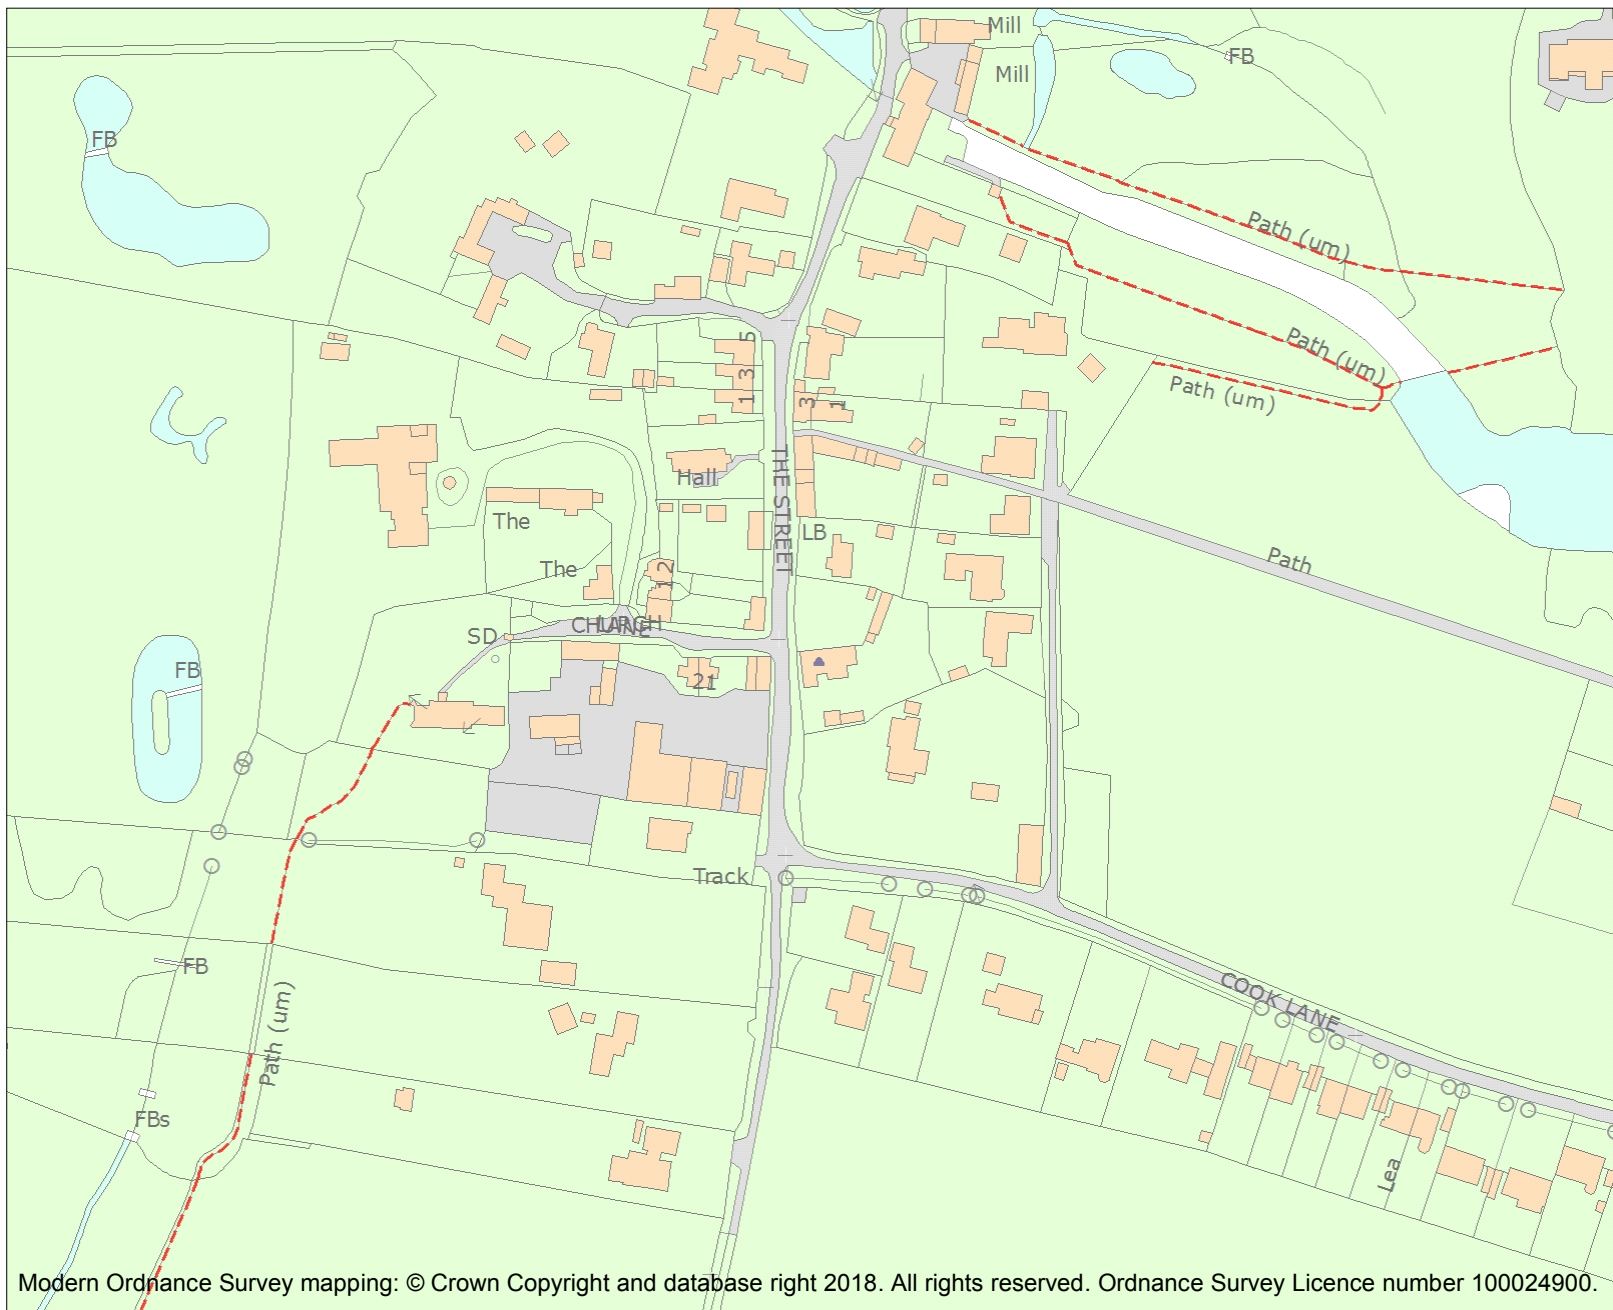 Mill
FB
Mill
FB
Path (um)
5
3
1
Path (um)
3
1
Path (um)
THE STREET
Hall
The
LB
The
12
Path
CHURCH
LANE
SD
FB
21
Track
FB
COOK LANE
Path (um)
FBs
Lea
Modern Ordnance Survey mapping: © Crown Copyright and database right 2018. All rights reserved. Ordnance Survey Licence number 100024900.